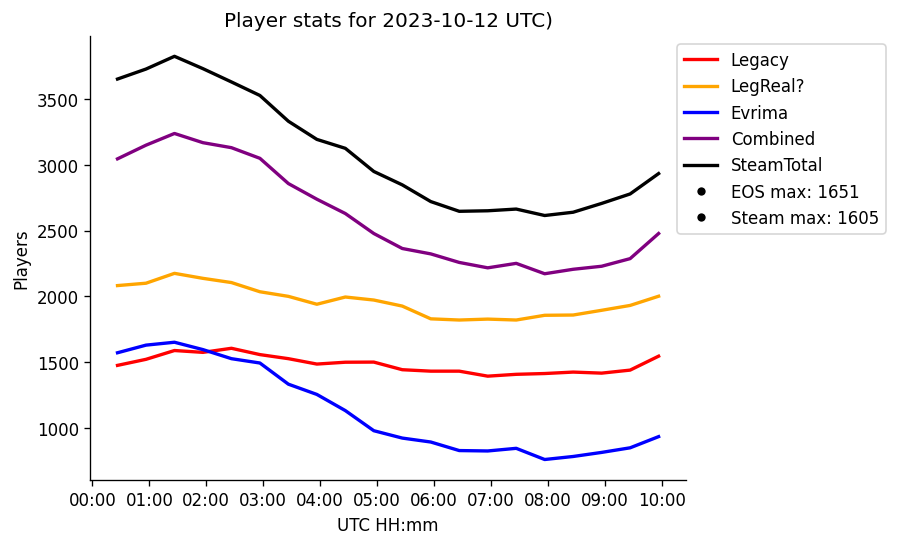 Player stats for 2023-10-12 UTC)
Legacy
LegReal?
Evrima
Combined
SteamTotal
EOS max: 1651
Steam max: 1605
Players
3500
3000
2500
2000
1500
1000
00:00 01:00 02:00 03:00 04:00 05:00 06:00 07:00 08:00 09:00 10:00
UTC HH:mm